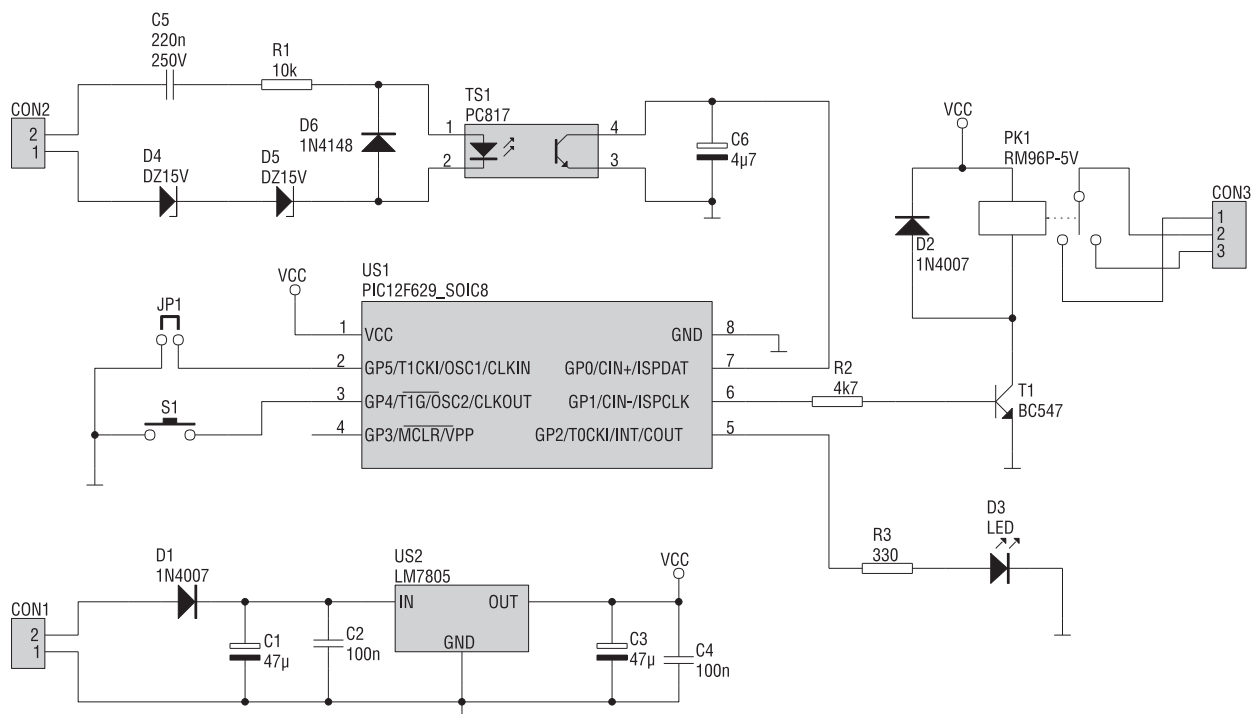 C5
220n
250V
R1
10k
CON2
2
1
D4
DZ15V
D5
DZ15V
D6
1N4148
TS1
PC817
1
2
4
3
C6
4µ7
VCC
PK1
RM96P-5V
D2
1N4007
CON3
1
2
3
VCC
US1
PIC12F629_SOIC8
JP1
S1
1
2
3
4
VCC
GP5/T1CKI/OSC1/CLKIN
GP4/T1G/OSC2/CLKOUT
GP3/MCLR/VPP
GND
GP0/CIN+/ISPDAT
GP1/CIN-/ISPCLK
GP2/T0CKI/INT/COUT
8
7
6
5
R2
4k7
T1
BC547
R3
330
D3
LED
CON1
2
1
D1
1N4007
C1
47µ
C2
100n
US2
LM7805
IN
OUT
GND
C3
47µ
VCC
C4
100n